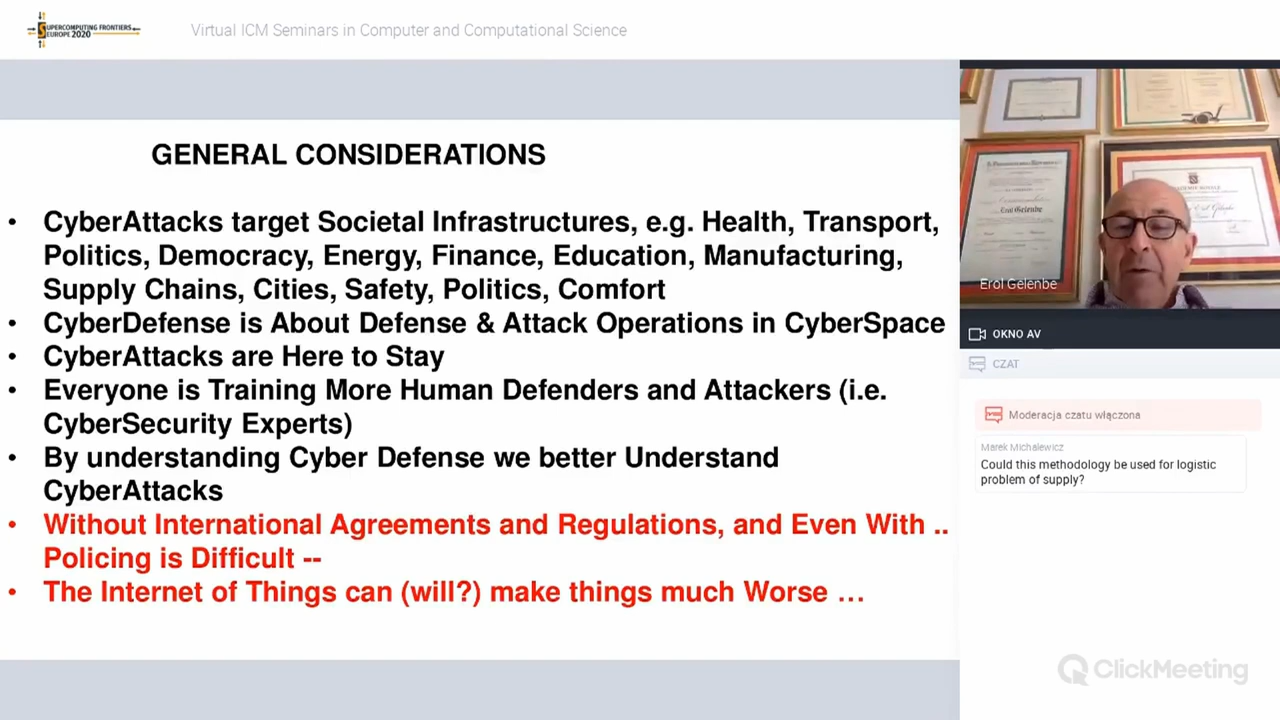 SUPERCOMPUTING FRONTIERS
EUROPE 2020
Virtual ICM Seminars in Computer and Computational Science
GENERAL CONSIDERATIONS
• CyberAttacks target Societal Infrastructures, e.g. Health, Transport,
Politics, Democracy, Energy, Finance, Education, Manufacturing,
Supply Chains, Cities, Safety, Politics, Comfort
• CyberDefense is About Defense & Attack Operations in CyberSpace
• CyberAttacks are Here to Stay
• Everyone is Training More Human Defenders and Attackers (i.e.
CyberSecurity Experts)
• By understanding Cyber Defense we better Understand
CyberAttacks
• Without International Agreements and Regulations, and Even With ..
Policing is Difficult --
• The Internet of Things can (will?) make things much Worse …
Erol Gelenbe
Erol Gelenbe
OKNO AV
CZAT
Moderacja czatu włączona
Marek Michalewicz
Could this methodology be used for logistic
problem of supply?
ClickMeeting